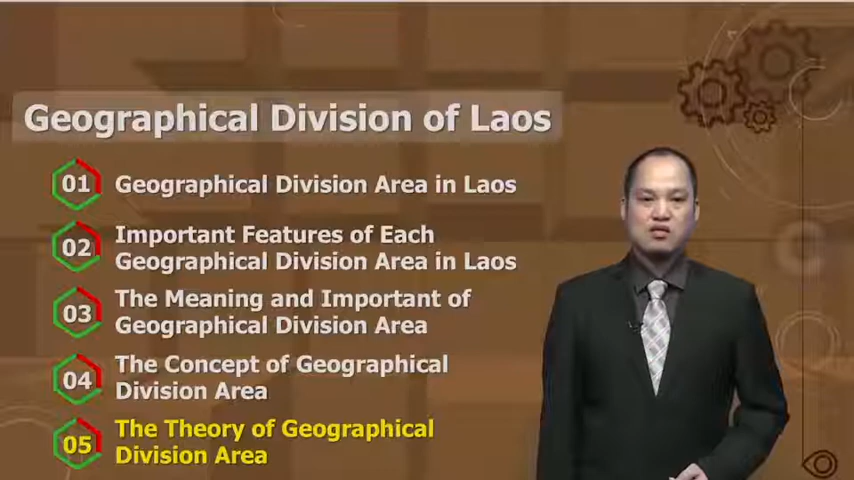 Geographical Division of Laos
01 Geographical Division Area in Laos
02 Important Features of Each
Geographical Division Area in Laos
03 The Meaning and Important of
Geographical Division Area
04 The Concept of Geographical
Division Area
05 The Theory of Geographical
Division Area